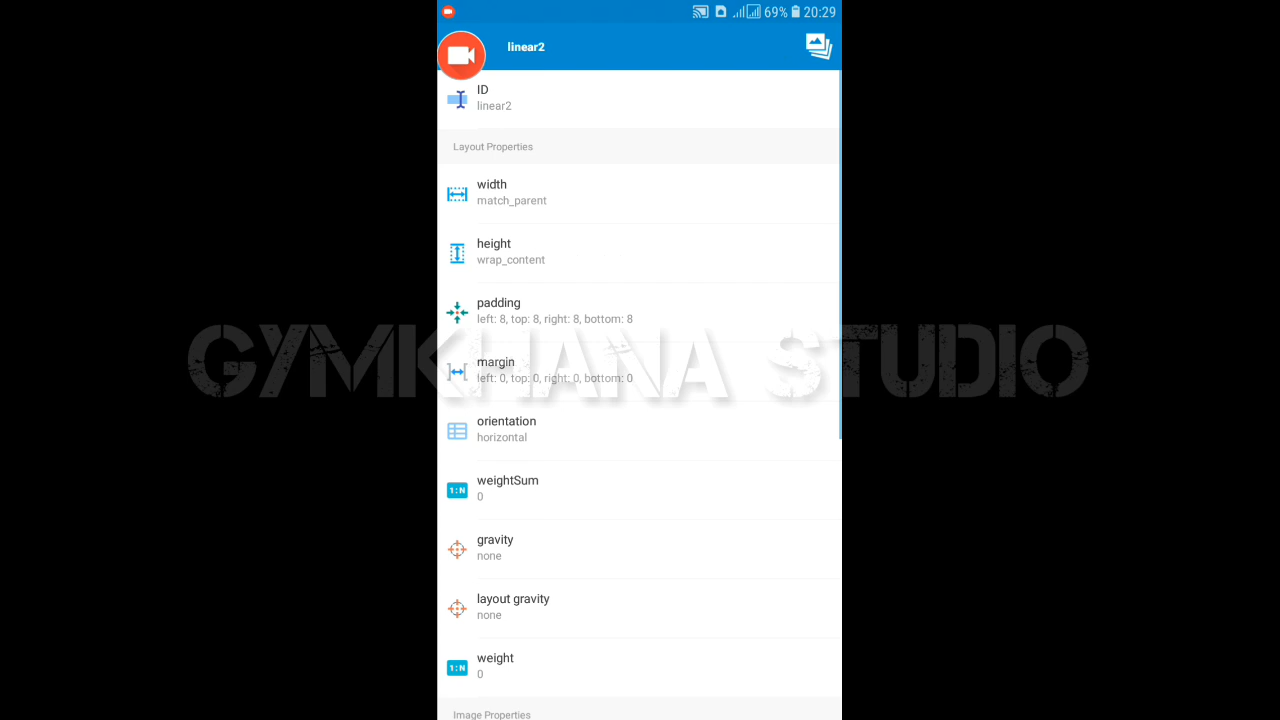 69% 20:29
linear2
ID
linear2
Layout Properties
width
match_parent
height
wrap_content
padding
left: 8, top: 8, right: 8, bottom: 8
GYMKHANA STUDIO
margin
left: 0, top: 0, right: 0, bottom: 0
orientation
horizontal
weightSum
1:N
0
gravity
none
layout gravity
none
weight
1:N
0
Image Properties